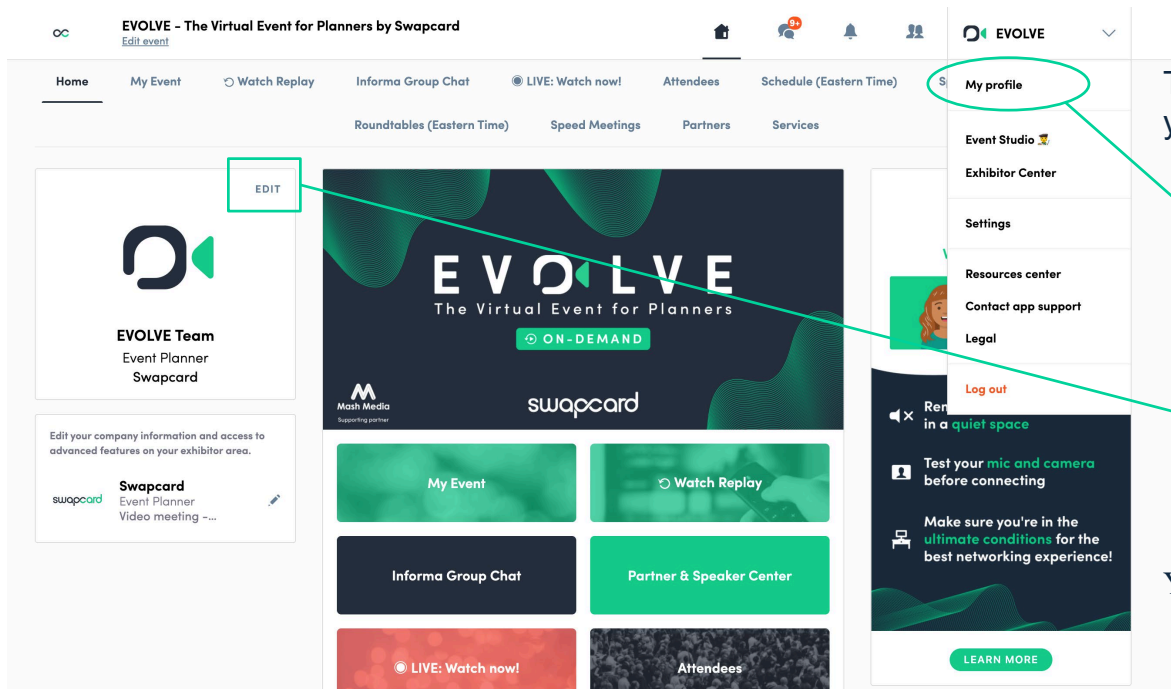 EVOLVE - The Virtual Event for Planners by Swapcard
Edit event
9+
EVOLVE
Home
My Event
Watch Replay
Informa Group Chat
LIVE: Watch now!
Attendees
Schedule (Eastern Time)
Roundtables (Eastern Time)
Speed Meetings
Partners
Services
My profile
Event Studio
Exhibitor Center
Settings
Resources center
Contact app support
Legal
Log out
EDIT
EVOLVE Team
Event Planner
Swapcard
Edit your company information and access to
advanced features on your exhibitor area.
swapcard
Swapcard
Event Planner
Video meeting -...
EVOLVE
The Virtual Event for Planners
ON-DEMAND
Mash Media
Supporting partner
swapcard
My Event
Watch Replay
Informa Group Chat
Partner & Speaker Center
LIVE: Watch now!
Attendees
in a quiet space
Test your mic and camera
before connecting
Make sure you're in the
ultimate conditions for the
best networking experience!
LEARN MORE